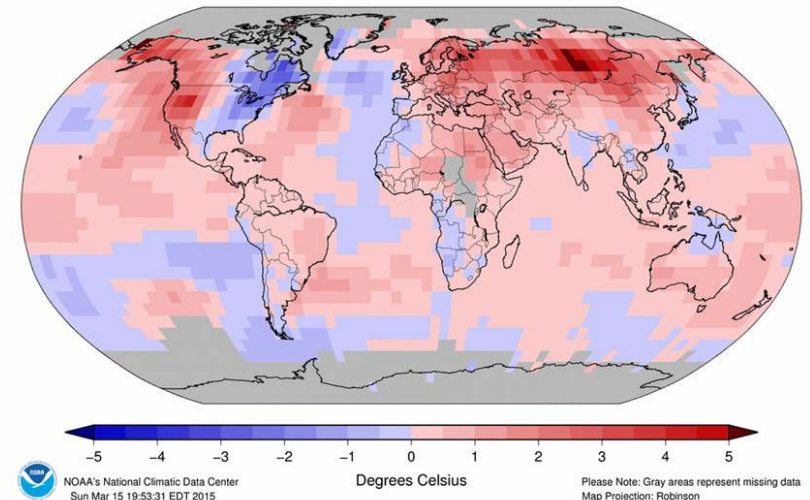 −5 −4 −3 −2 −1 0 1 2 3 4 5
NOAA
NOAA's National Climatic Data Center
Sun Mar 15 19:53:31 EDT 2015
Degrees Celsius
Please Note: Gray areas represent missing data
Map Projection: Robinson